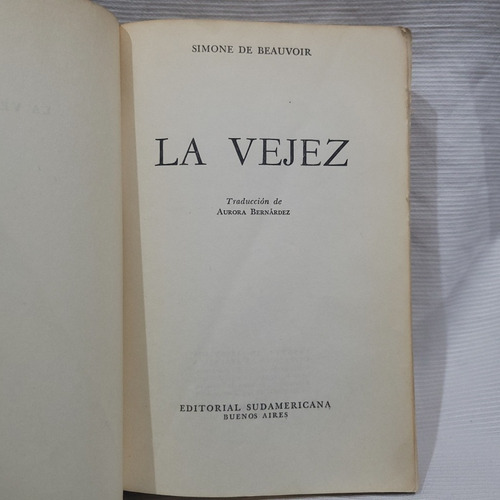 SIMONE DE BEAUVOIR
LA VEJEZ
Traducción de
AURORA BERNÁRDEZ
EDITORIAL SUDAMERICANA
BUENOS AIRES